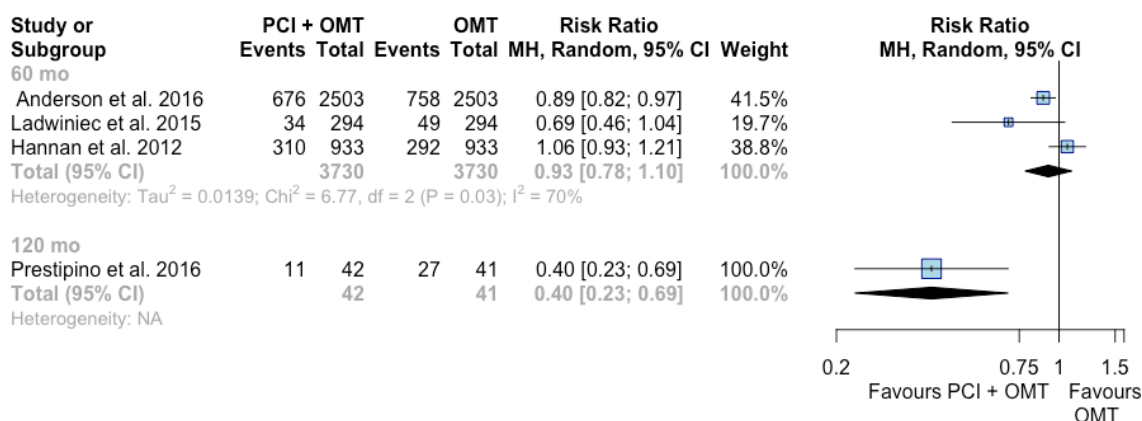 Study or PCI + OMT OMT Risk Ratio Risk Ratio
Subgroup Events Total Events Total MH, Random, 95% CI Weight MH, Random, 95% CI
60 mo
Anderson et al. 2016 676 2503 758 2503 0.89 [0.82; 0.97] 41.5%
Ladwiniec et al. 2015 34 294 49 294 0.69 [0.46; 1.04] 19.7%
Hannan et al. 2012 310 933 292 933 1.06 [0.93; 1.21] 38.8%
Total (95% CI) 3730 3730 0.93 [0.78; 1.10] 100.0%
Heterogeneity: Tau² = 0.0139; Chi² = 6.77, df = 2 (P = 0.03); I² = 70%
120 mo
Prestipino et al. 2016 11 42 27 41 0.40 [0.23; 0.69] 100.0%
Total (95% CI) 42 41 0.40 [0.23; 0.69] 100.0%
Heterogeneity: NA
0.2 0.75 1 1.5
Favours PCI + OMT Favours
OMT